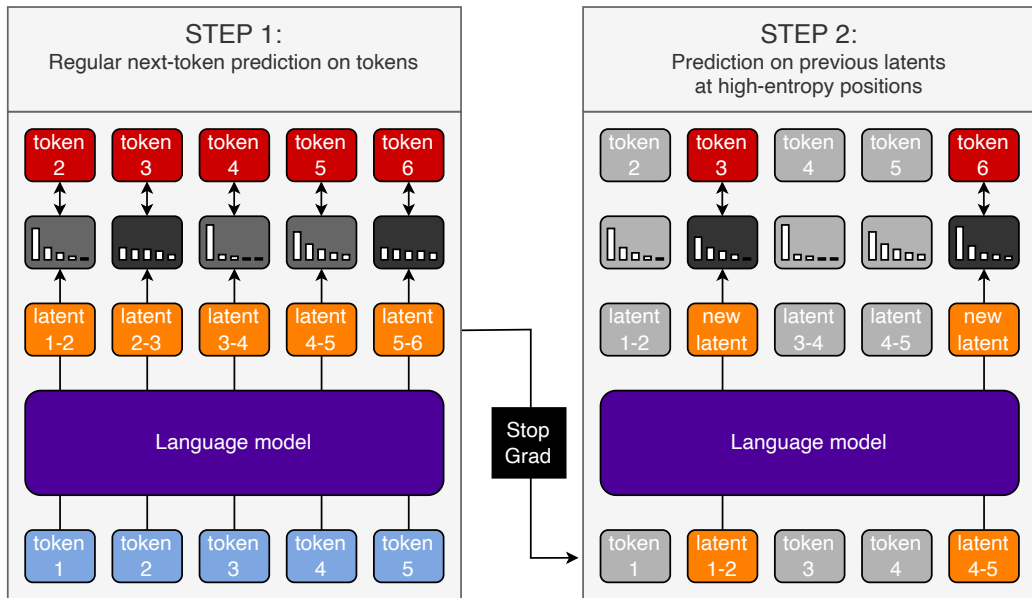 STEP 1:
Regular next-token prediction on tokens
token
2
token
3
token
4
token
5
token
6
latent
1-2
latent
2-3
latent
3-4
latent
4-5
latent
5-6
Language model
token
1
token
2
token
3
token
4
token
5
Stop
Grad
STEP 2:
Prediction on previous latents
at high-entropy positions
token
2
token
3
token
4
token
5
token
6
latent
1-2
new
latent
latent
3-4
latent
4-5
new
latent
Language model
token
1
latent
1-2
token
3
token
4
latent
4-5